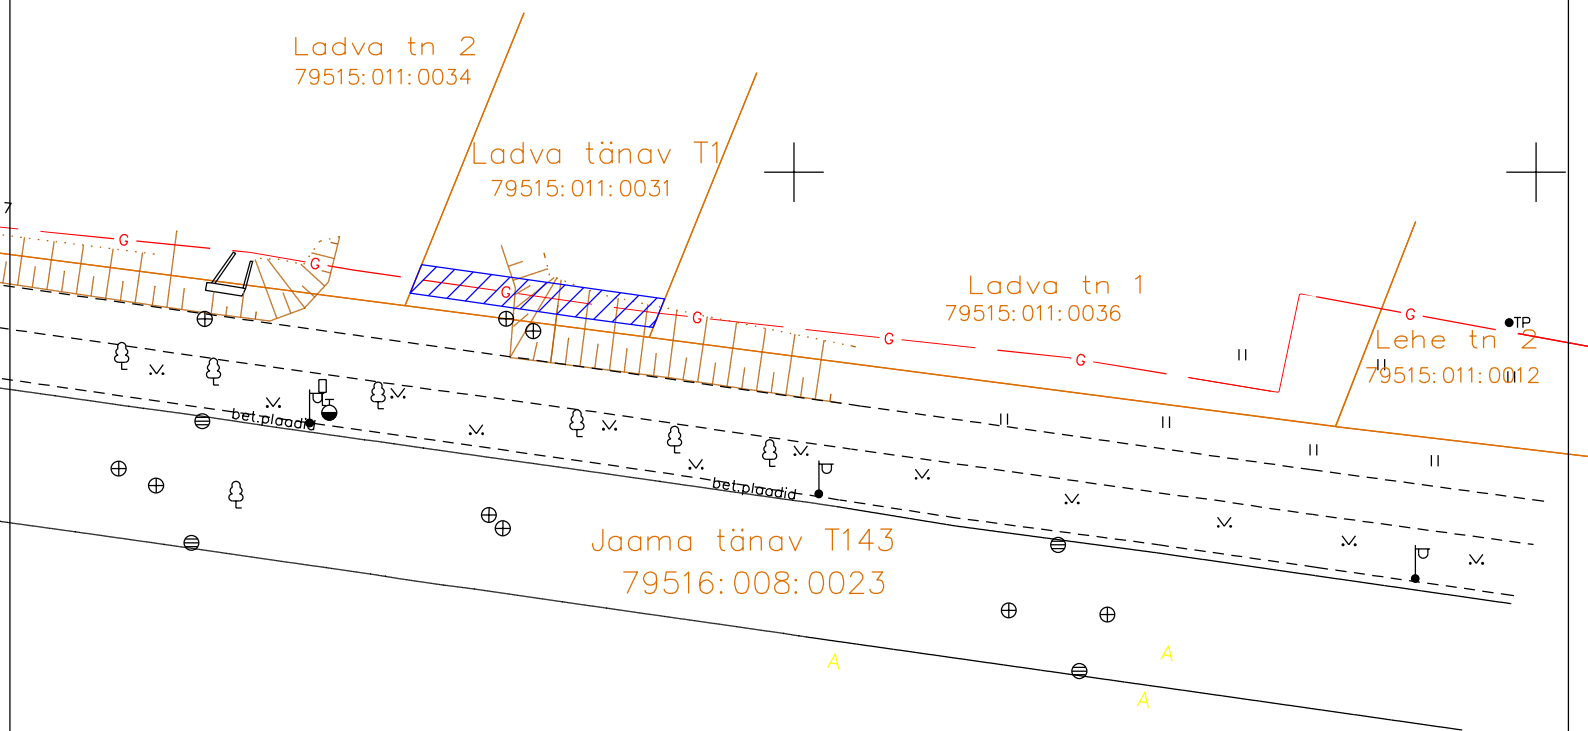 Ladva tn 2
79515:011:0034
Ladva tänav T1
79515:011:0031
7
G
G
G
G
G
G
G
Ladva tn 1
79515:011:0036
TP
Lehe tn 2
79515:011:0012
bet.plaadid
bet.plaadid
Jaama tänav T143
79516:008:0023
A
A
A